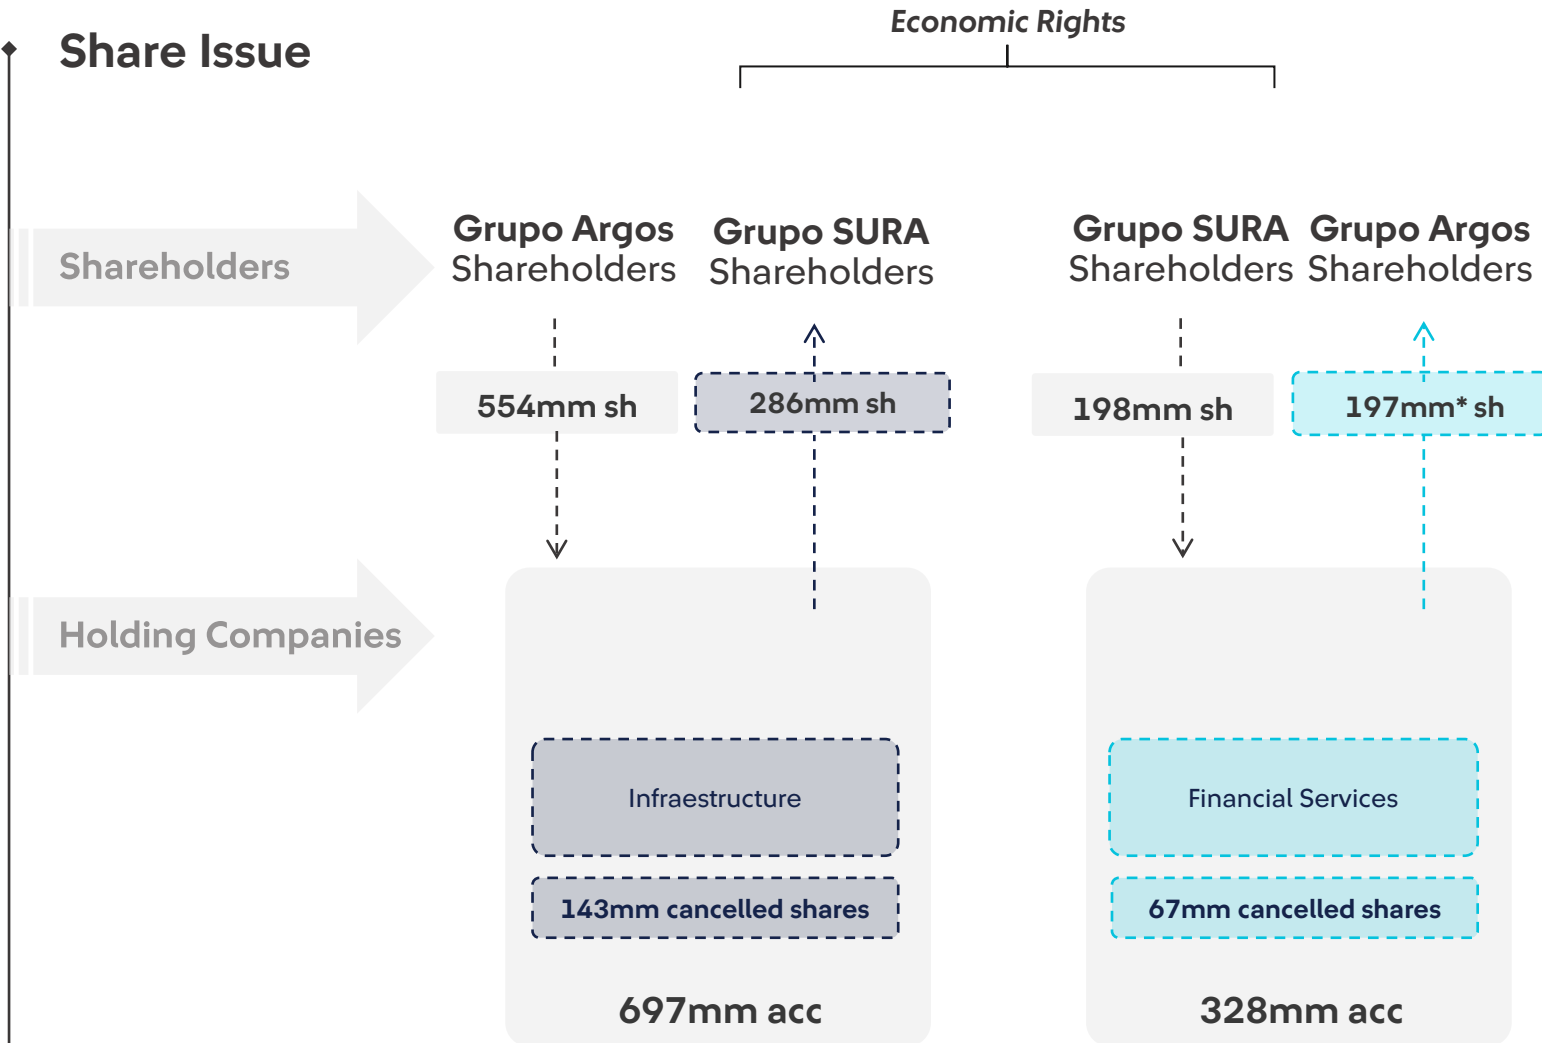 Economic Rights
Share Issue
Shareholders
Grupo Argos
Shareholders
Grupo SURA
Shareholders
Grupo SURA
Shareholders
Grupo Argos
Shareholders
554mm sh
286mm sh
198mm sh
197mm* sh
Holding Companies
Infraestructure
Financial Services
143mm cancelled shares
67mm cancelled shares
697mm acc
328mm acc